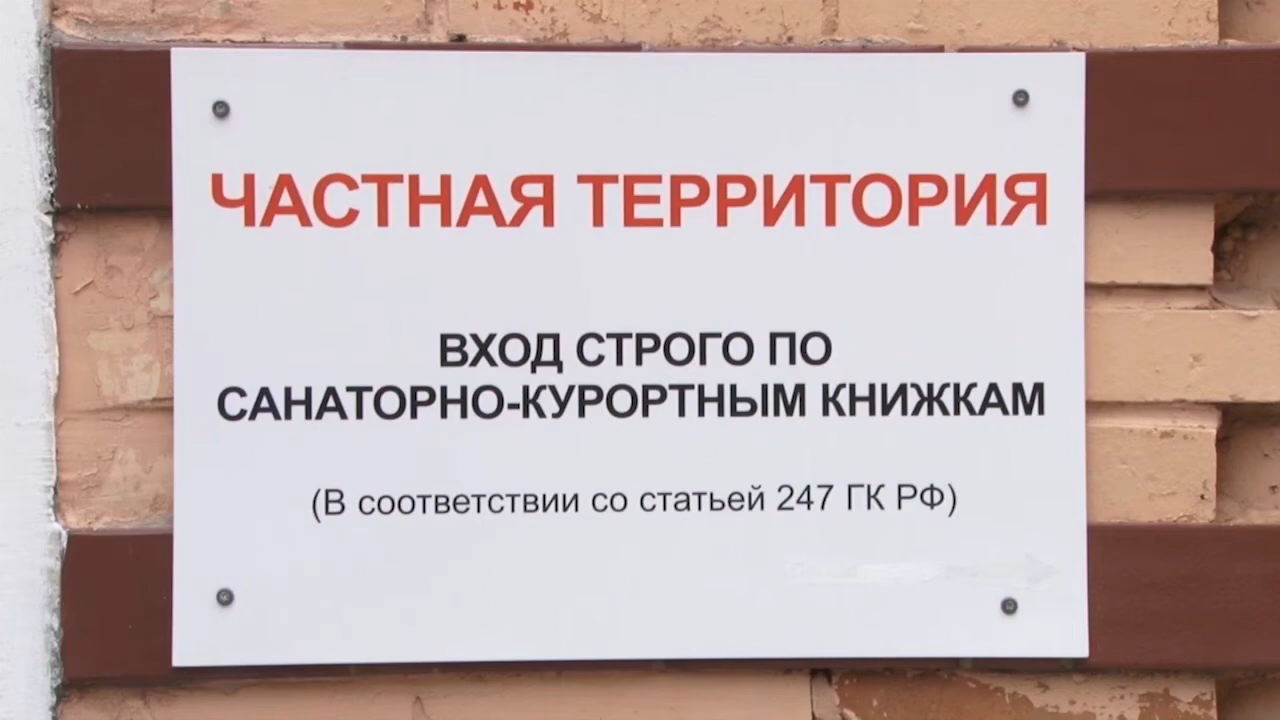 ЧАСТНАЯ ТЕРРИТОРИЯ
ВХОД СТРОГО ПО
САНАТОРНО-КУРОРТНЫМ КНИЖКАМ
(В соответствии со статьей 247 ГК РФ)